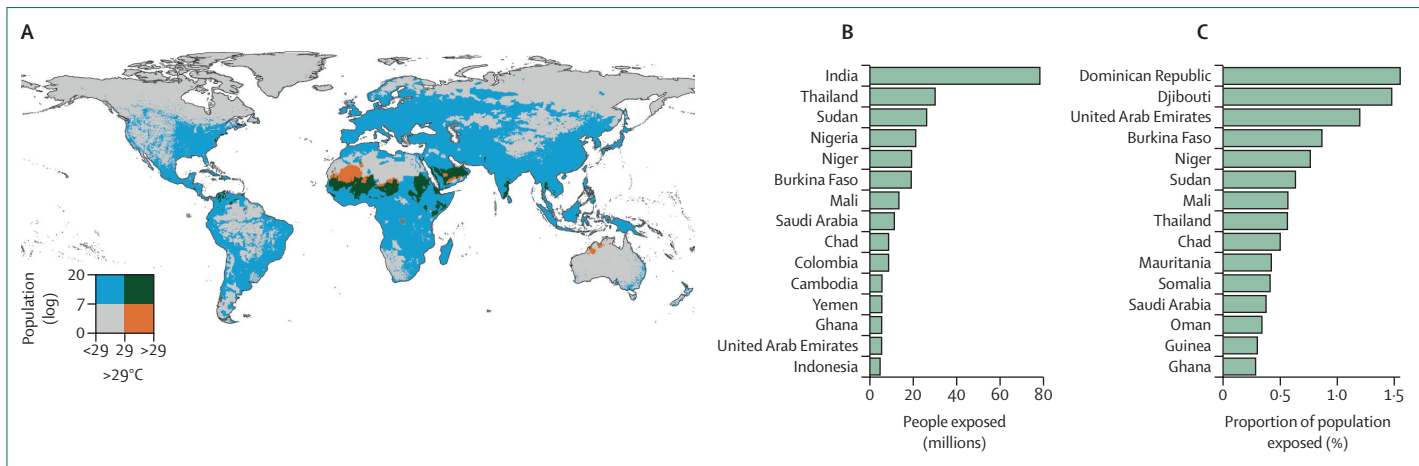 A
Population
(log)
20
7
0
<29 29 >29
>29°C
B
India
Thailand
Sudan
Nigeria
Niger
Burkina Faso
Mali
Saudi Arabia
Chad
Colombia
Cambodia
Yemen
Ghana
United Arab Emirates
Indonesia
0 20 40 60 80
People exposed
(millions)
C
Dominican Republic
Djibouti
United Arab Emirates
Burkina Faso
Niger
Sudan
Mali
Thailand
Chad
Mauritania
Somalia
Saudi Arabia
Oman
Guinea
Ghana
0 0·5 1·0 1·5
Proportion of population
exposed (%)